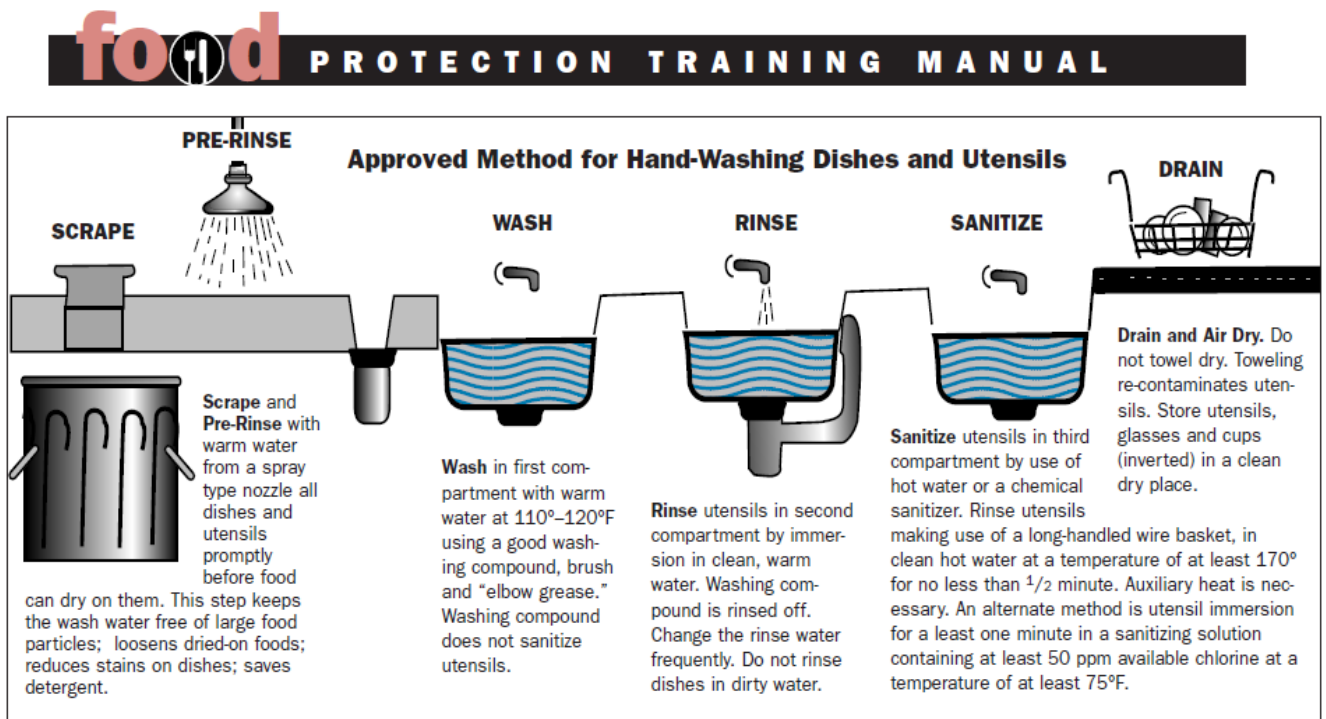 food PROTECTION TRAINING MANUAL
Approved Method for Hand-Washing Dishes and Utensils
SCRAPE
PRE-RINSE
WASH
RINSE
SANITIZE
DRAIN
Scrape and
Pre-Rinse with
warm water
from a spray
type nozzle all
dishes and
utensils
promptly
before food
can dry on them. This step keeps
the wash water free of large food
particles; loosens dried-on foods;
reduces stains on dishes; saves
detergent.
Wash in first com-
partment with warm
water at 110º–120ºF
using a good wash-
ing compound, brush
and “elbow grease.”
Washing compound
does not sanitize
utensils.
Rinse utensils in second
compartment by immer-
sion in clean, warm
water. Washing com-
pound is rinsed off.
Change the rinse water
frequently. Do not rinse
dishes in dirty water.
Sanitize utensils in third
compartment by use of
hot water or a chemical
sanitizer. Rinse utensils
making use of a long-handled wire basket, in
clean hot water at a temperature of at least 170º
for no less than 1/2 minute. Auxiliary heat is nec-
essary. An alternate method is utensil immersion
for a least one minute in a sanitizing solution
containing at least 50 ppm available chlorine at a
temperature of at least 75ºF.
Drain and Air Dry. Do
not towel dry. Toweling
re-contaminates uten-
sils. Store utensils,
glasses and cups
(inverted) in a clean
dry place.